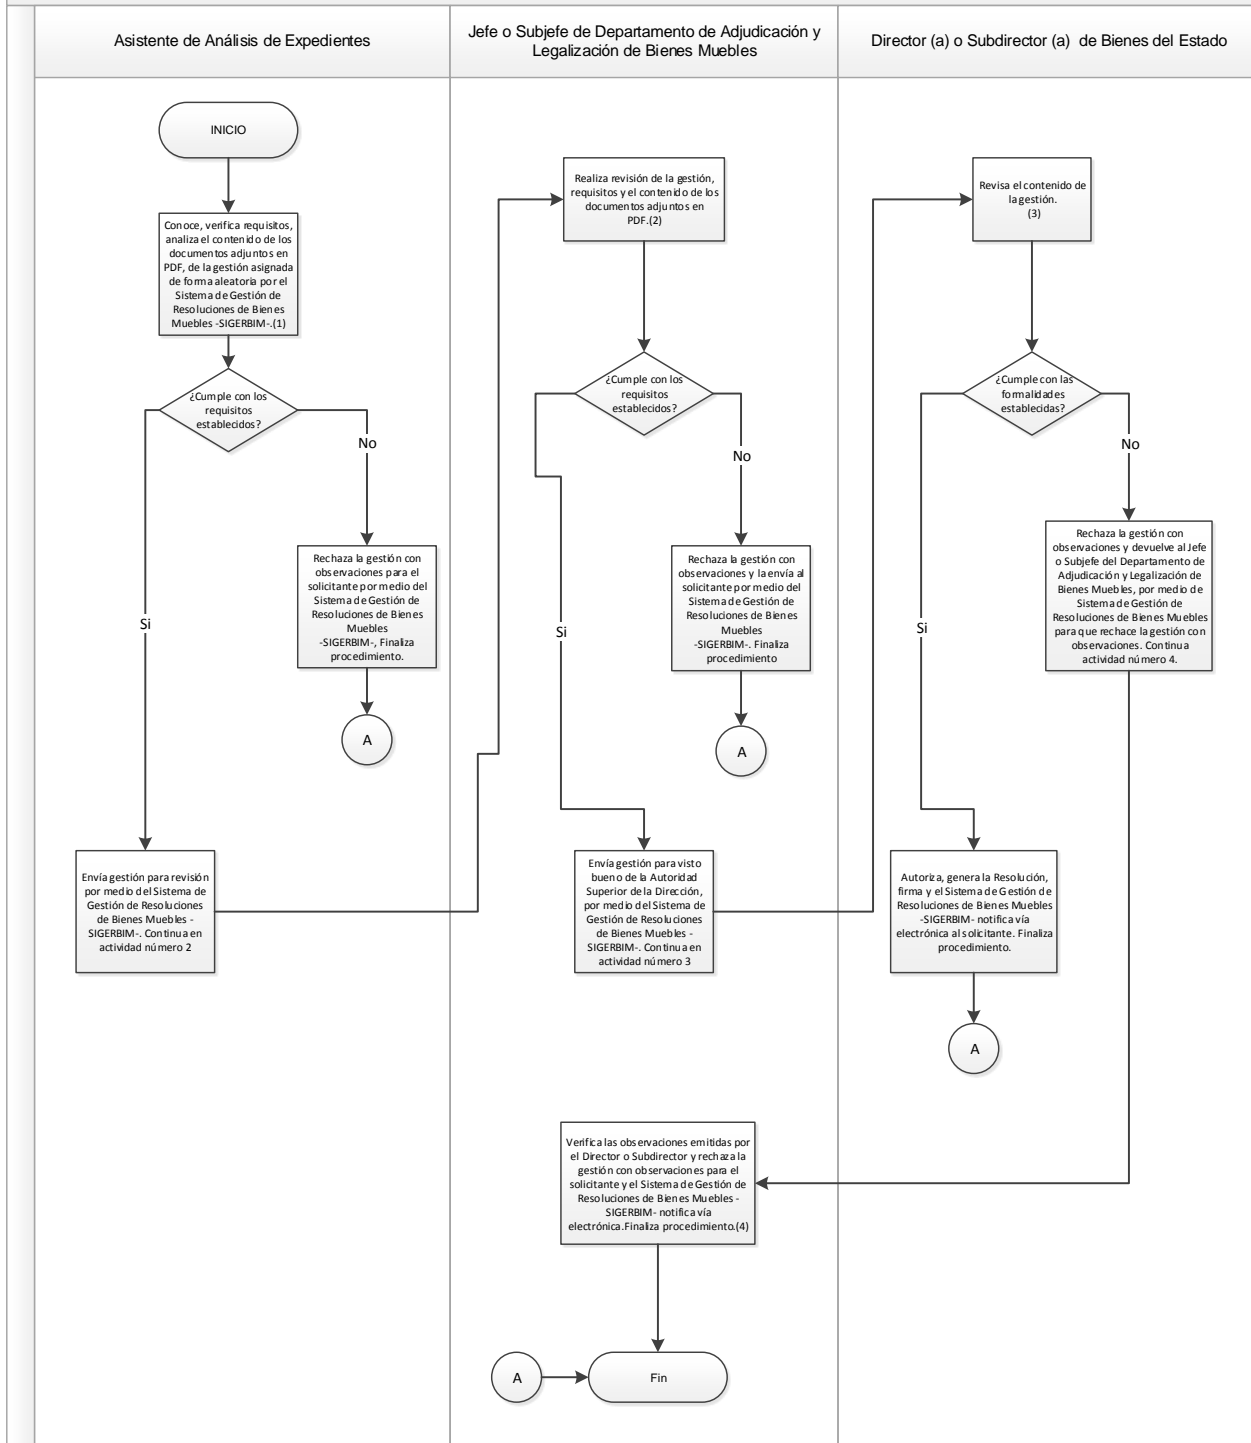 Asistente de Análisis de Expedientes
Jefe o Subjefe de Departamento de Adjudicación y
Legalización de Bienes Muebles
Director (a) o Subdirector (a) de Bienes del Estado
INICIO
Conoce, verifica requisitos,
analiza el contenido de los
documentos adjuntos en
PDF, de la gestión asignada
de forma aleatoria por el
Sistema de Gestión de
Resoluciones de Bienes
Muebles -SIGERBIM-.(1)
¿Cumple con los
requisitos
establecidos?
No
Si
Rechaza la gestión con
observaciones para el
solicitante por medio del
Sistema de Gestión de
Resoluciones de Bienes
Muebles
-SIGERBIM-, Finaliza
procedimiento.
A
Envía gestión para revisión
por medio del Sistema de
Gestión de Resoluciones
de Bienes Muebles -
SIGERBIM-. Continua en
actividad número 2
Realiza revisión de la gestión,
requisitos y el contenido de los
documentos adjuntos en
PDF.(2)
¿Cumple con los
requisitos
establecidos?
No
Si
Rechaza la gestión con
observaciones y la envía al
solicitante por medio del
Sistema de Gestión de
Resoluciones de Bienes
Muebles
-SIGERBIM-. Finaliza
procedimiento
A
Envía gestión para visto
bueno de la Autoridad
Superior de la Dirección,
por medio del Sistema de
Gestión de Resoluciones
de Bienes Muebles -
SIGERBIM-. Continua en
actividad número 3
Revisa el contenido de
la gestión.
(3)
¿Cumple con las
formalidades
establecidas?
No
Si
Rechaza la gestión con
observaciones y devuelve al Jefe
o Subjefe del Departamento de
Adjudicación y Legalización de
Bienes Muebles, por medio de
Sistema de Gestión de
Resoluciones de Bienes Muebles
para que rechace la gestión con
observaciones. Continua
actividad número 4.
Autoriza, genera la Resolución,
firma y el Sistema de Gestión de
Resoluciones de Bienes Muebles
-SIGERBIM- notifica vía
electrónica al solicitante. Finaliza
procedimiento.
A
Verifica las observaciones emitidas por
el Director o Subdirector y rechaza la
gestión con observaciones para el
solicitante y el Sistema de Gestión de
Resoluciones de Bienes Muebles -
SIGERBIM- notifica vía
electrónica.Finaliza procedimiento.(4)
A
Fin